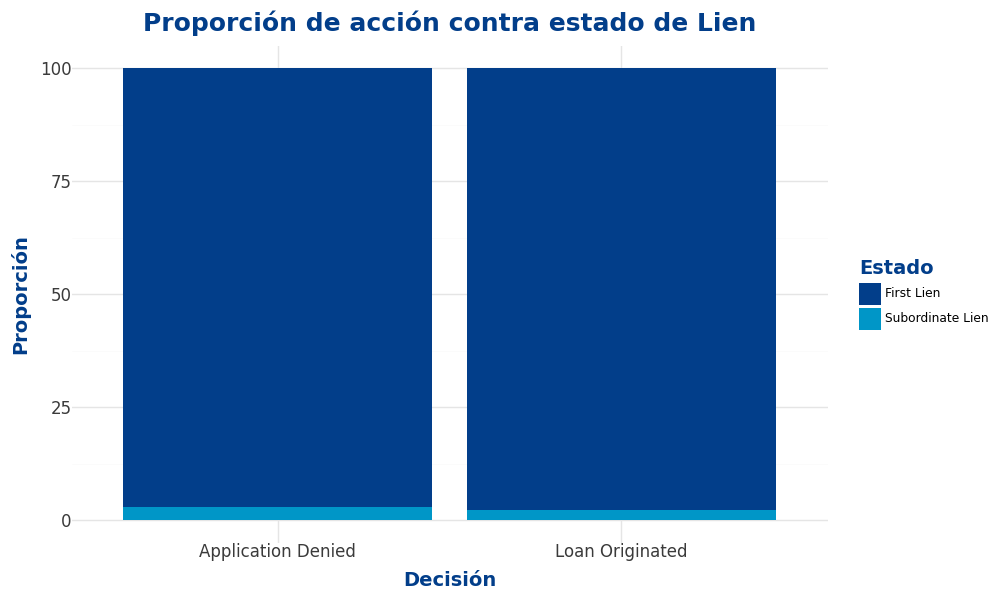 Proporción de acción contra estado de Lien
100
75
50
25
0
Proporción
Application Denied
Loan Originated
Decisión
Estado
First Lien
Subordinate Lien